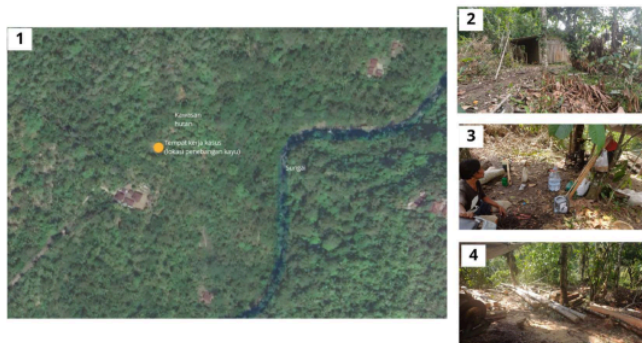 1
Kawasan
hutan
Tempat kerja kasus
(lokasi penebangan kayu)
sungai
2
3
4